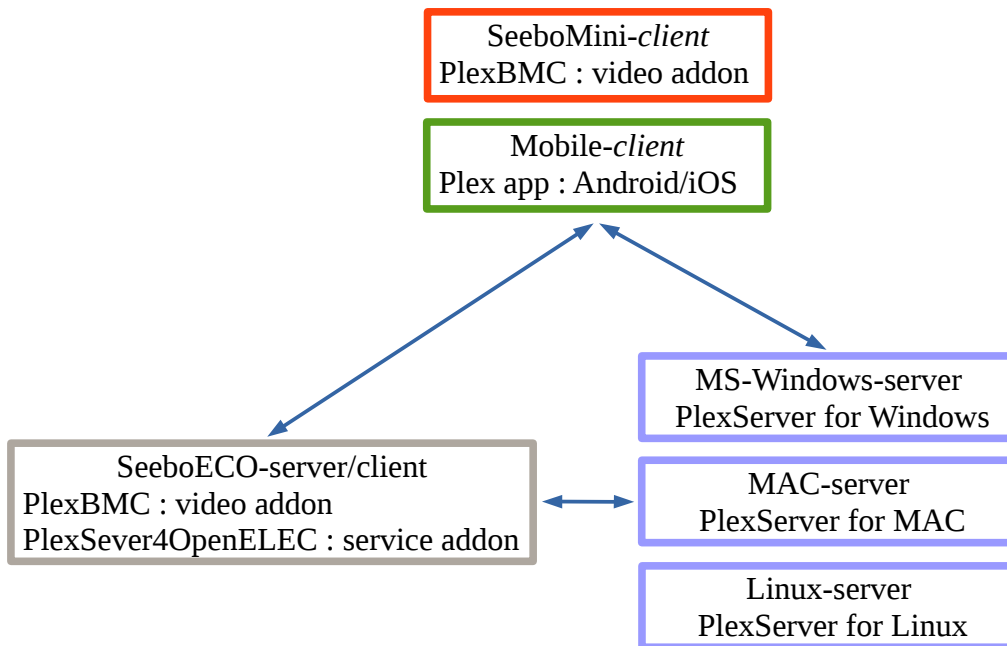 SeeboMini-client
PlexBMC : video addon
Mobile-client
Plex app : Android/iOS
MS-Windows-server
PlexServer for Windows
SeeboECO-server/client
PlexBMC : video addon
PlexSever4OpenELEC : service addon
MAC-server
PlexServer for MAC
Linux-server
PlexServer for Linux